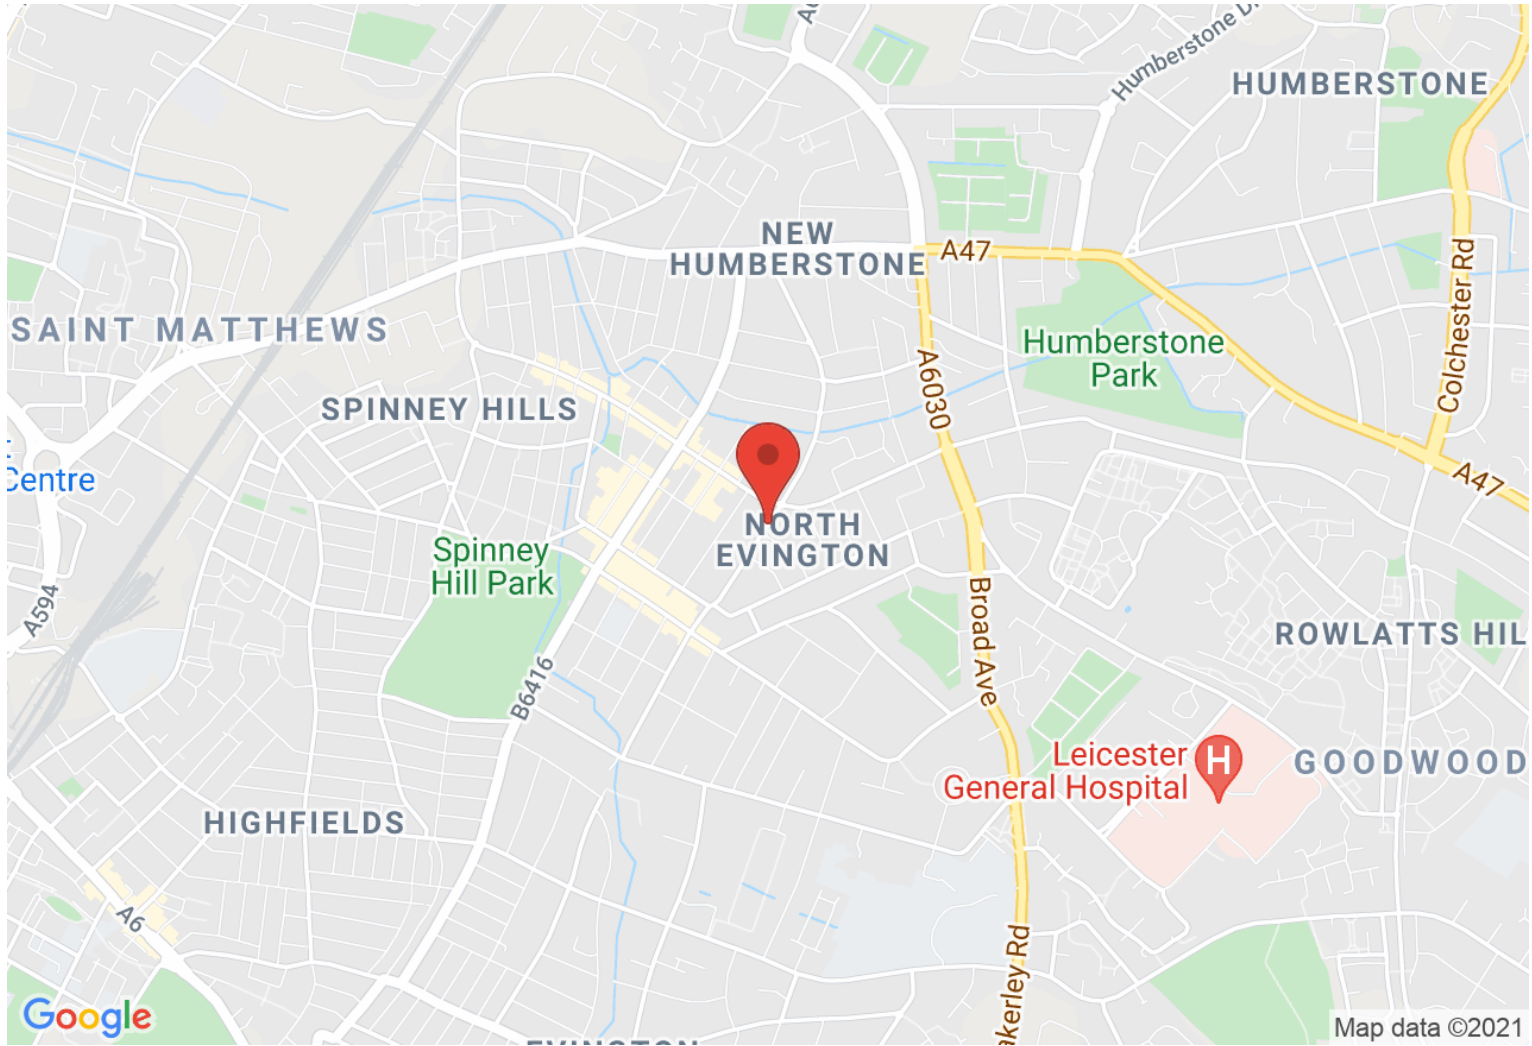 Humberstone Dr
HUMBERSTONE
NEW
HUMBERSTONE
A47
Colchester Rd
SAINT MATTHEWS
Humberstone
Park
A6030
SPINNEY HILLS
Centre
A47
NORTH
EVINGTON
Spinney
Hill Park
A594
Broad Ave
ROWLATTS HIL
B6416
Leicester
General Hospital
H
GOODWOOD
HIGHFIELDS
A6
akerley Rd
Google
Map data ©2021
EVINGTON